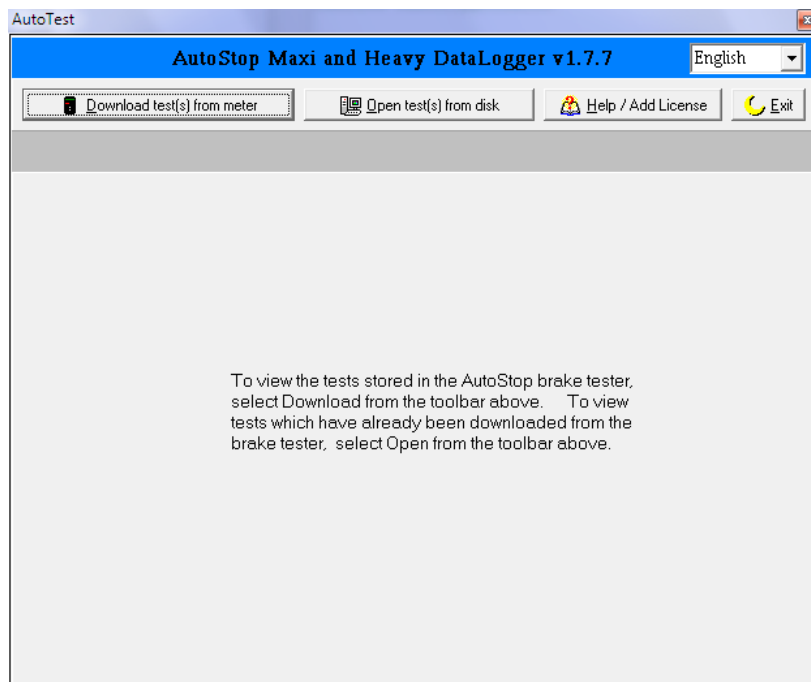 AutoTest
AutoStop Maxi and Heavy DataLogger v1.7.7
English
Download test(s) from meter
Open test(s) from disk
Help / Add License
Exit
To view the tests stored in the AutoStop brake tester,
select Download from the toolbar above. To view
tests which have already been downloaded from the
brake tester, select Open from the toolbar above.